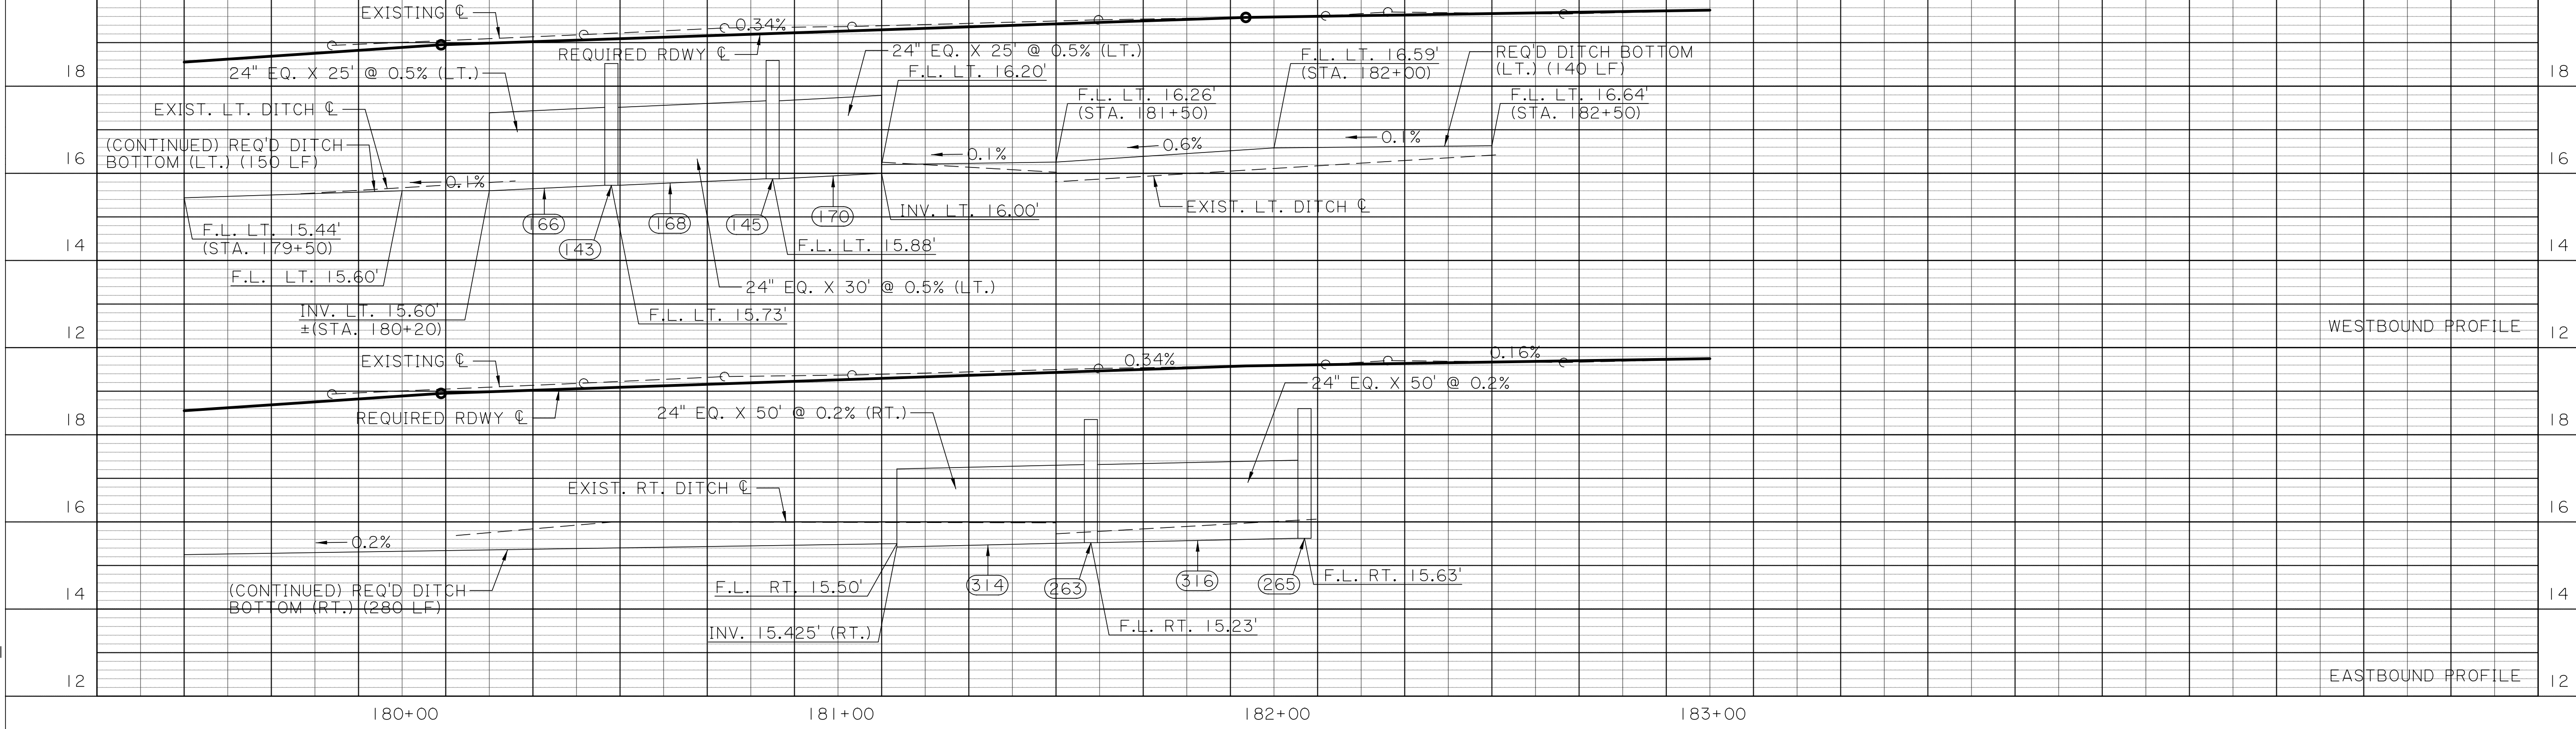 EXISTING ℄
0.34%
REQUIRED RDWY ℄
24" EQ. X 25' @ 0.5% (LT.)
F.L. LT. 16.20'
F.L. LT. 16.59'
(STA. 182+00)
REQ'D DITCH BOTTOM
(LT.) (140 LF)
18
18
24" EQ. X 25' @ 0.5% (LT.)
EXIST. LT. DITCH ℄
F.L. LT. 16.26'
(STA. 181+50)
F.L. LT. 16.64'
(STA. 182+50)
(CONTINUED) REQ'D DITCH
BOTTOM (LT.) (150 LF)
0.1%
0.6%
0.1%
16
16
0.1%
166
143
168
145
170
INV. LT. 16.00'
EXIST. LT. DITCH ℄
F.L. LT. 15.44'
(STA. 179+50)
F.L. LT. 15.88'
14
14
F.L. LT. 15.60'
24" EQ. X 30' @ 0.5% (LT.)
INV. LT. 15.60'
±(STA. 180+20)
F.L. LT. 15.73'
12
WESTBOUND PROFILE
12
EXISTING ℄
0.34%
0.16%
24" EQ. X 50' @ 0.2%
REQUIRED RDWY ℄
24" EQ. X 50' @ 0.2% (RT.)
18
18
EXIST. RT. DITCH ℄
16
16
0.2%
(CONTINUED) REQ'D DITCH
BOTTOM (RT.) (280 LF)
F.L. RT. 15.50'
314
263
316
265
F.L. RT. 15.63'
14
14
INV. 15.425' (RT.)
F.L. RT. 15.23'
12
EASTBOUND PROFILE
12
180+00
181+00
182+00
183+00